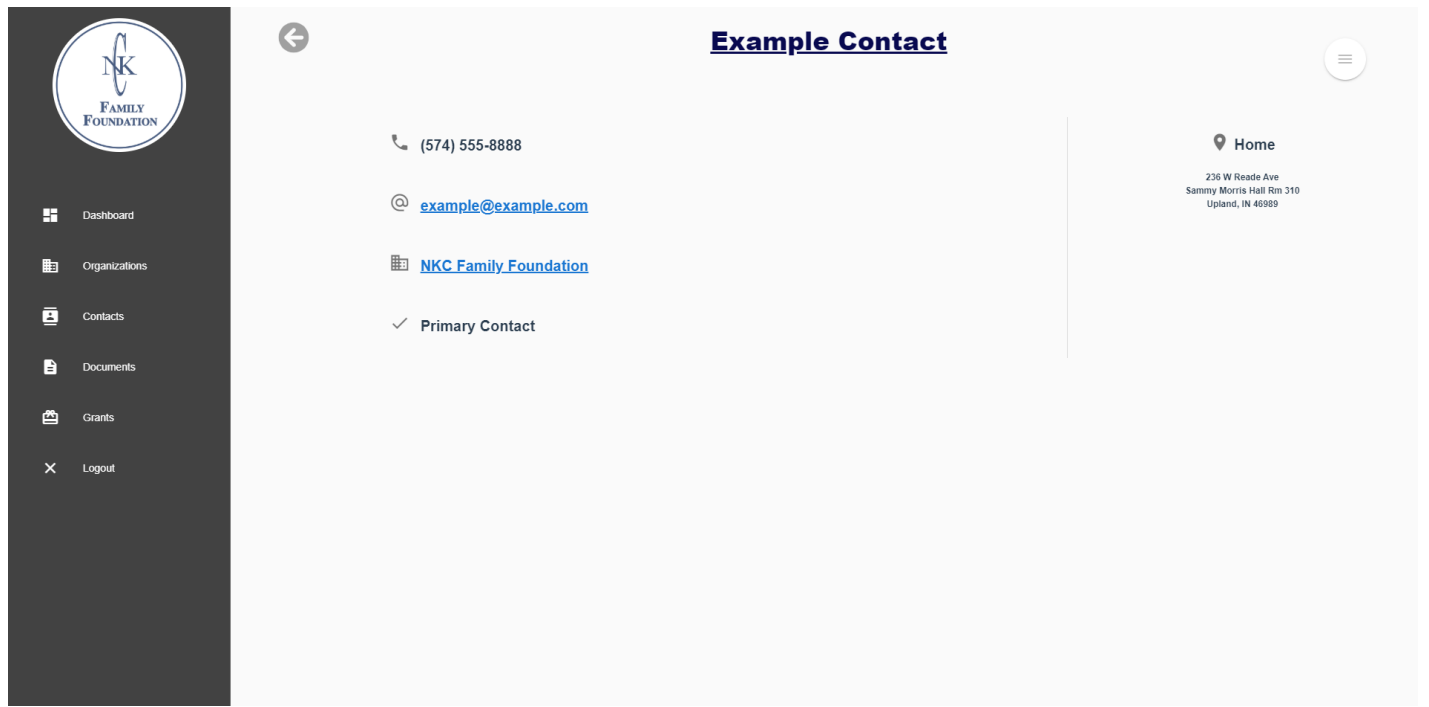 NKC
FAMILY
FOUNDATION
Dashboard
Organizations
Contacts
Documents
Grants
Logout
Example Contact
(574) 555-8888
example@example.com
NKC Family Foundation
Primary Contact
Home
236 W Reade Ave
Sammy Morris Hall Rm 310
Upland, IN 46989